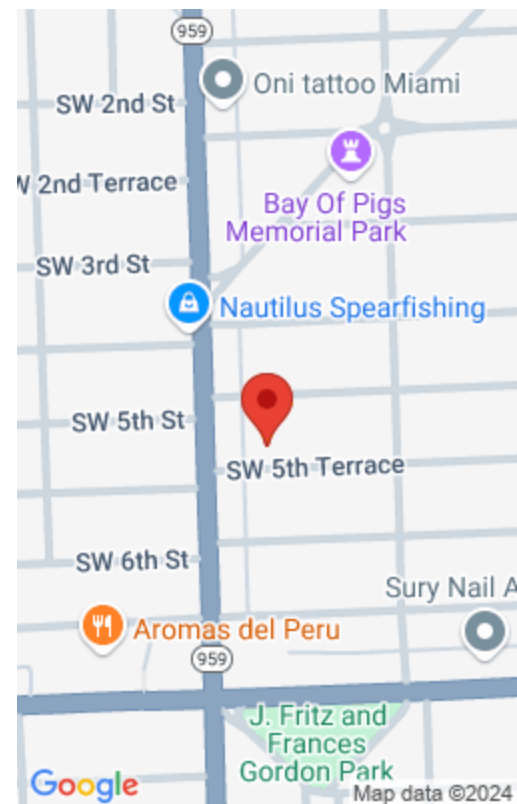 959
Oni tattoo Miami
SW 2nd St
W 2nd Terrace
Bay Of Pigs
Memorial Park
SW 3rd St
Nautilus Spearfishing
SW 5th St
SW 5th Terrace
SW 6th St
Sury Nail A
Aromas del Peru
959
J. Fritz and
Frances
Gordon Park
Google
Map data ©2024